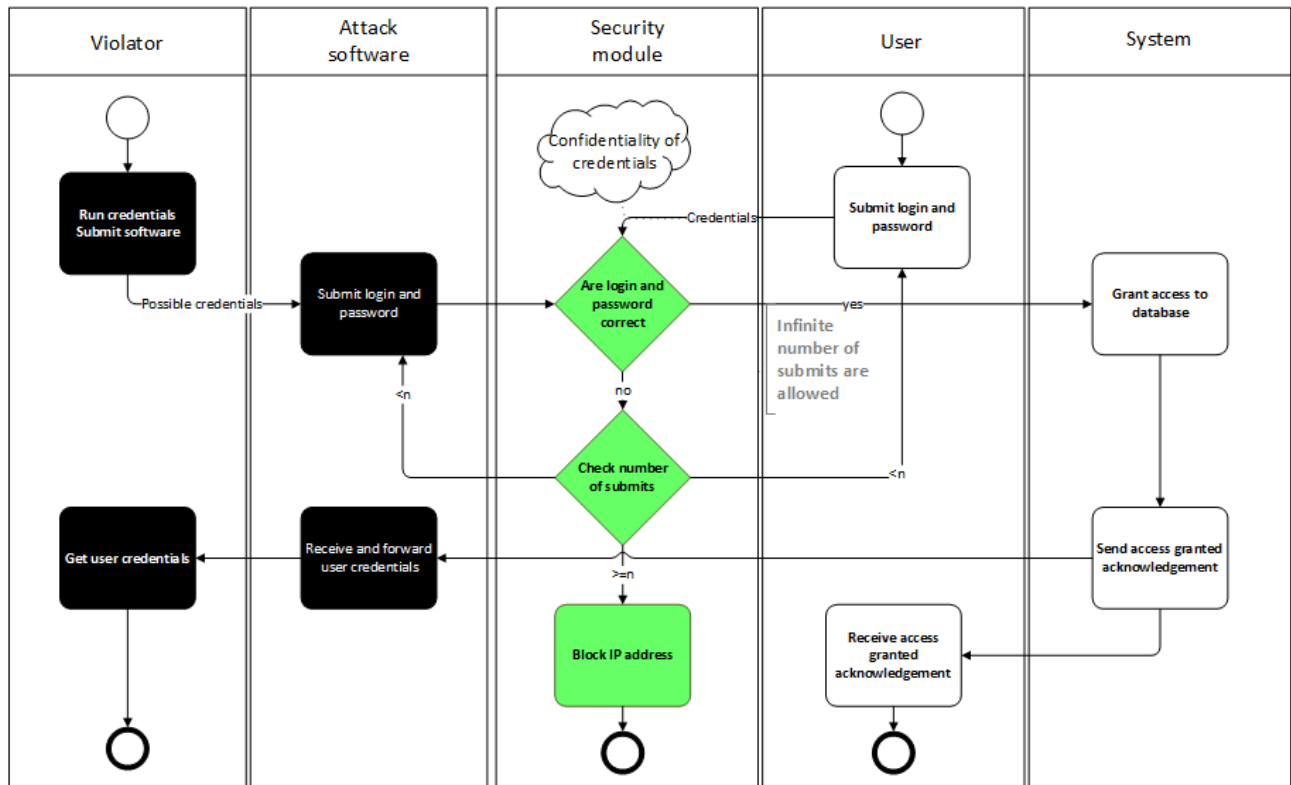 Violator
Attack
software
Security
module
User
System
Confidentiality of
credentials
Run credentials
Submit software
Credentials
Submit login and
password
Possible credentials
Submit login and
password
Are login and
password
correct
yes
Grant access to
database
Infinite
number of
submits are
allowed
no
<n
Check number
of submits
<n
Get user credentials
Receive and forward
user credentials
Send access granted
acknowledgement
>=n
Block IP address
Receive access
granted
acknowledgement